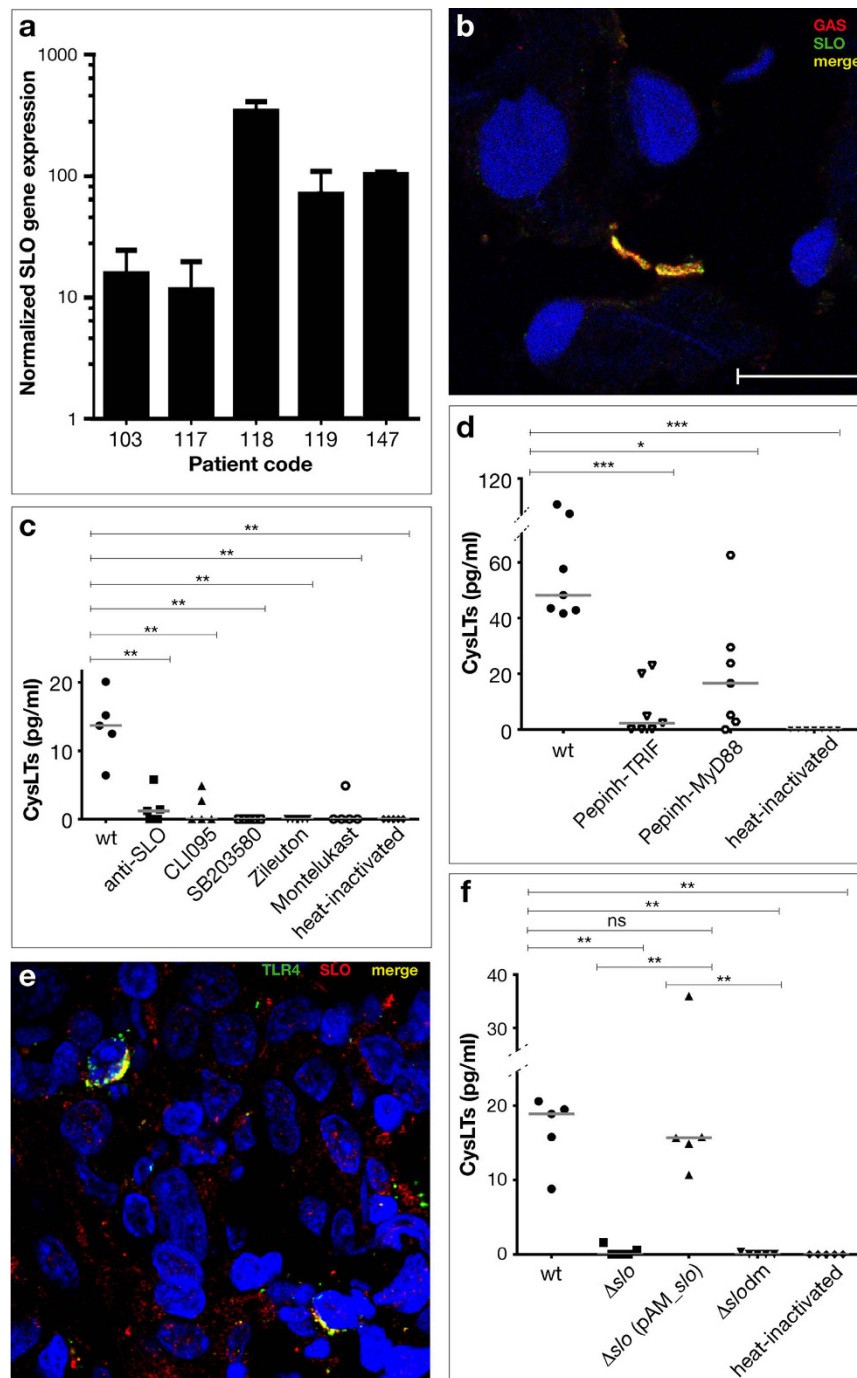 a
1000
100
10
1
Normalized SLO gene expression
103 117 118 119 147
Patient code
b
GAS
SLO
merge
c
**
**
**
**
**
**
20
10
0
CysLTs (pg/ml)
wt
anti-SLO
CLI095
SB203580
Zileuton
Montelukast
heat-inactivated
d
***
*
***
120
60
40
20
0
CysLTs (pg/ml)
wt
Pepinh-TRIF
Pepinh-MyD88
heat-inactivated
e
TLR4 SLO merge
f
**
**
ns
**
**
**
40
30
20
10
0
CysLTs (pg/ml)
wt
Δslo
Δslo (pAM_slo)
Δslodm
heat-inactivated